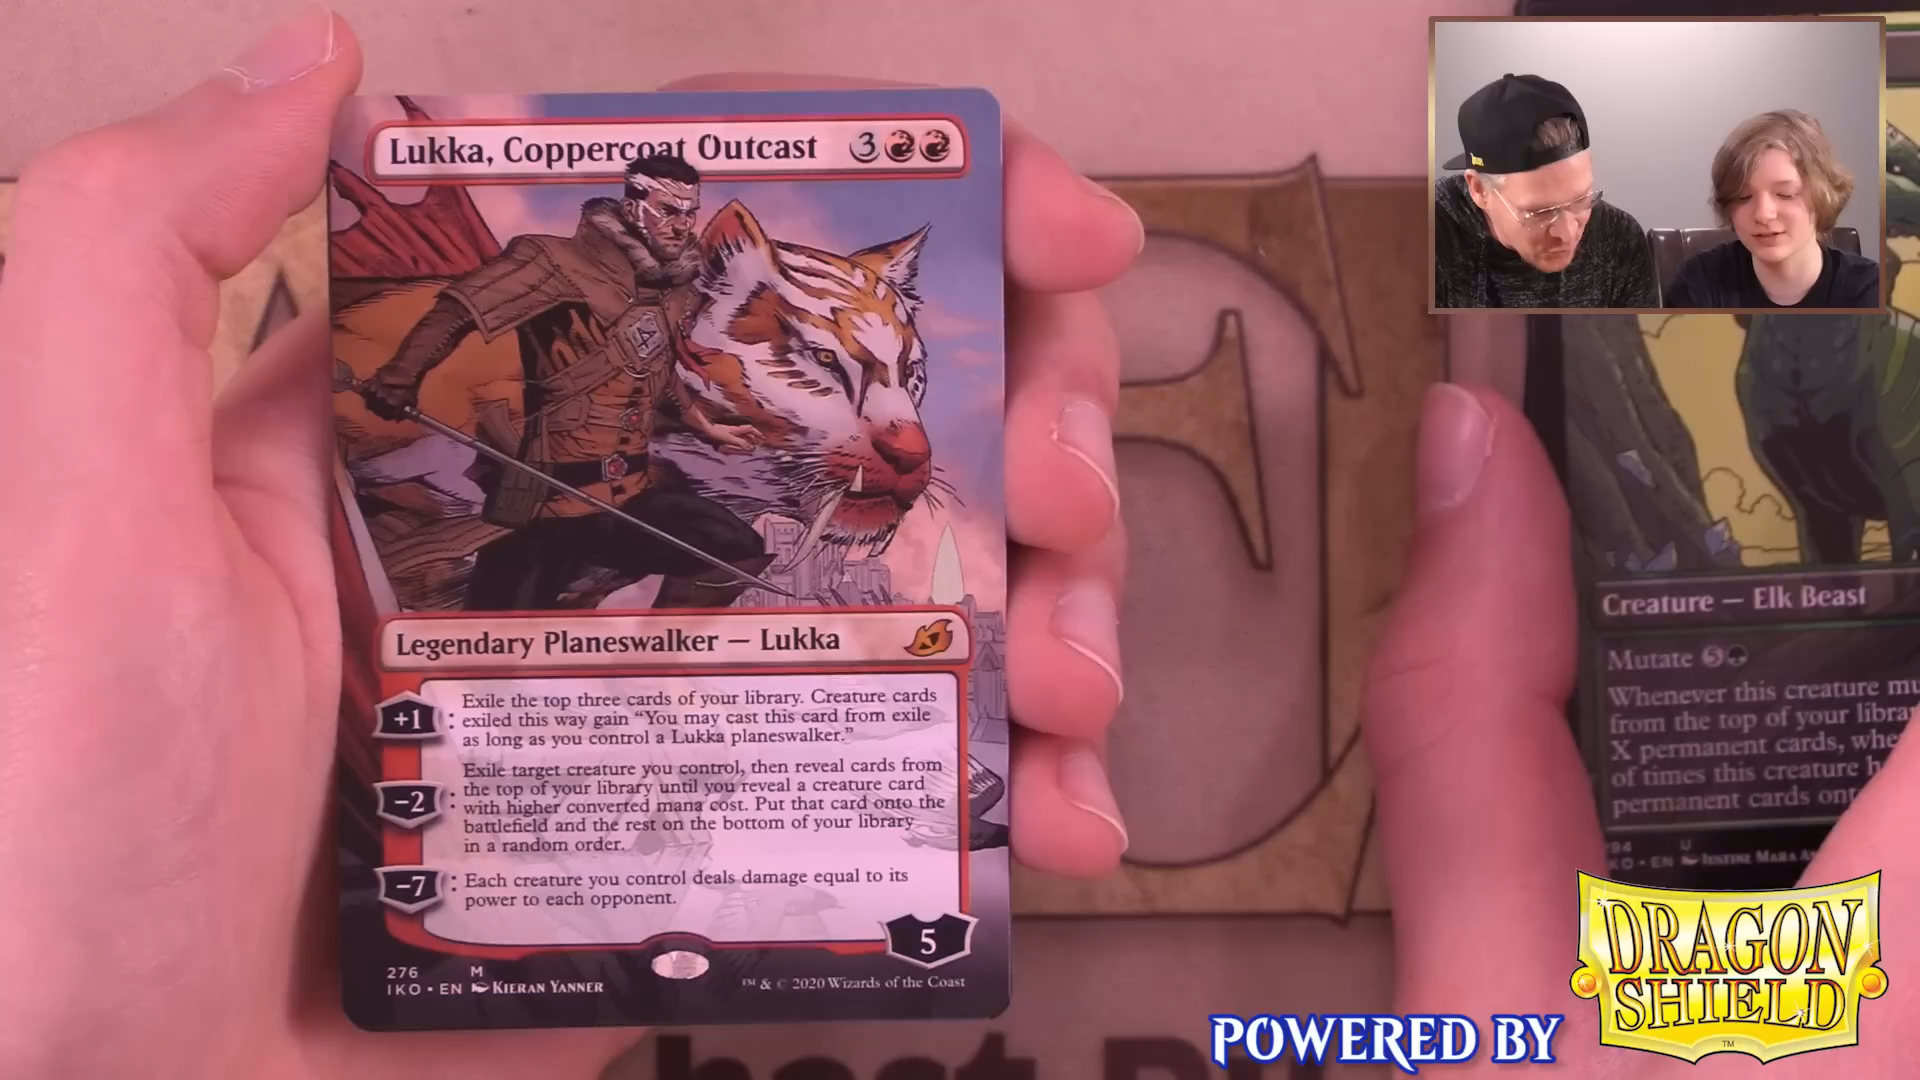 Lukka, Coppercoat Outcast 3
Legendary Planeswalker — Lukka
+1 : Exile the top three cards of your library. Creature cards
exiled this way gain “You may cast this card from exile
as long as you control a Lukka planeswalker.”
−2 : Exile target creature you control, then reveal cards from
the top of your library until you reveal a creature card
with higher converted mana cost. Put that card onto the
battlefield and the rest on the bottom of your library
in a random order.
−7 : Each creature you control deals damage equal to its
power to each opponent.
5
276 M
IKO • EN KIERAN YANNER
™ & © 2020 Wizards of the Coast
Creature — Elk Beast
Mutate 5
Whenever this creature
from the top of your
X permanent cards,
of times this creature
permanent cards
94 U
KO • EN JUSTINE MARA
POWERED BY
DRAGON
SHIELD
TM